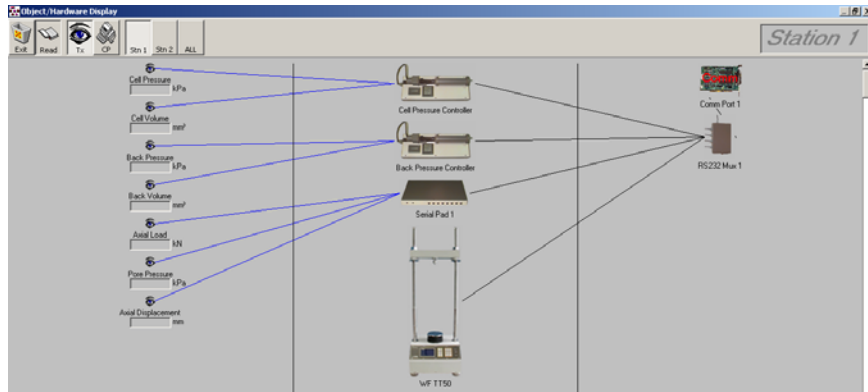 Object/Hardware Display
Exit Read Tx CP Stn 1 Stn 2 ALL
Station 1
Cell Pressure
kPa
Cell Volume
mm³
Back Pressure
kPa
Back Volume
mm³
Axial Load
kN
Pore Pressure
kPa
Axial Displacement
mm
Cell Pressure Controller
Back Pressure Controller
Serial Pad 1
WF TT50
Comm
Comm Port 1
RS232 Mux 1